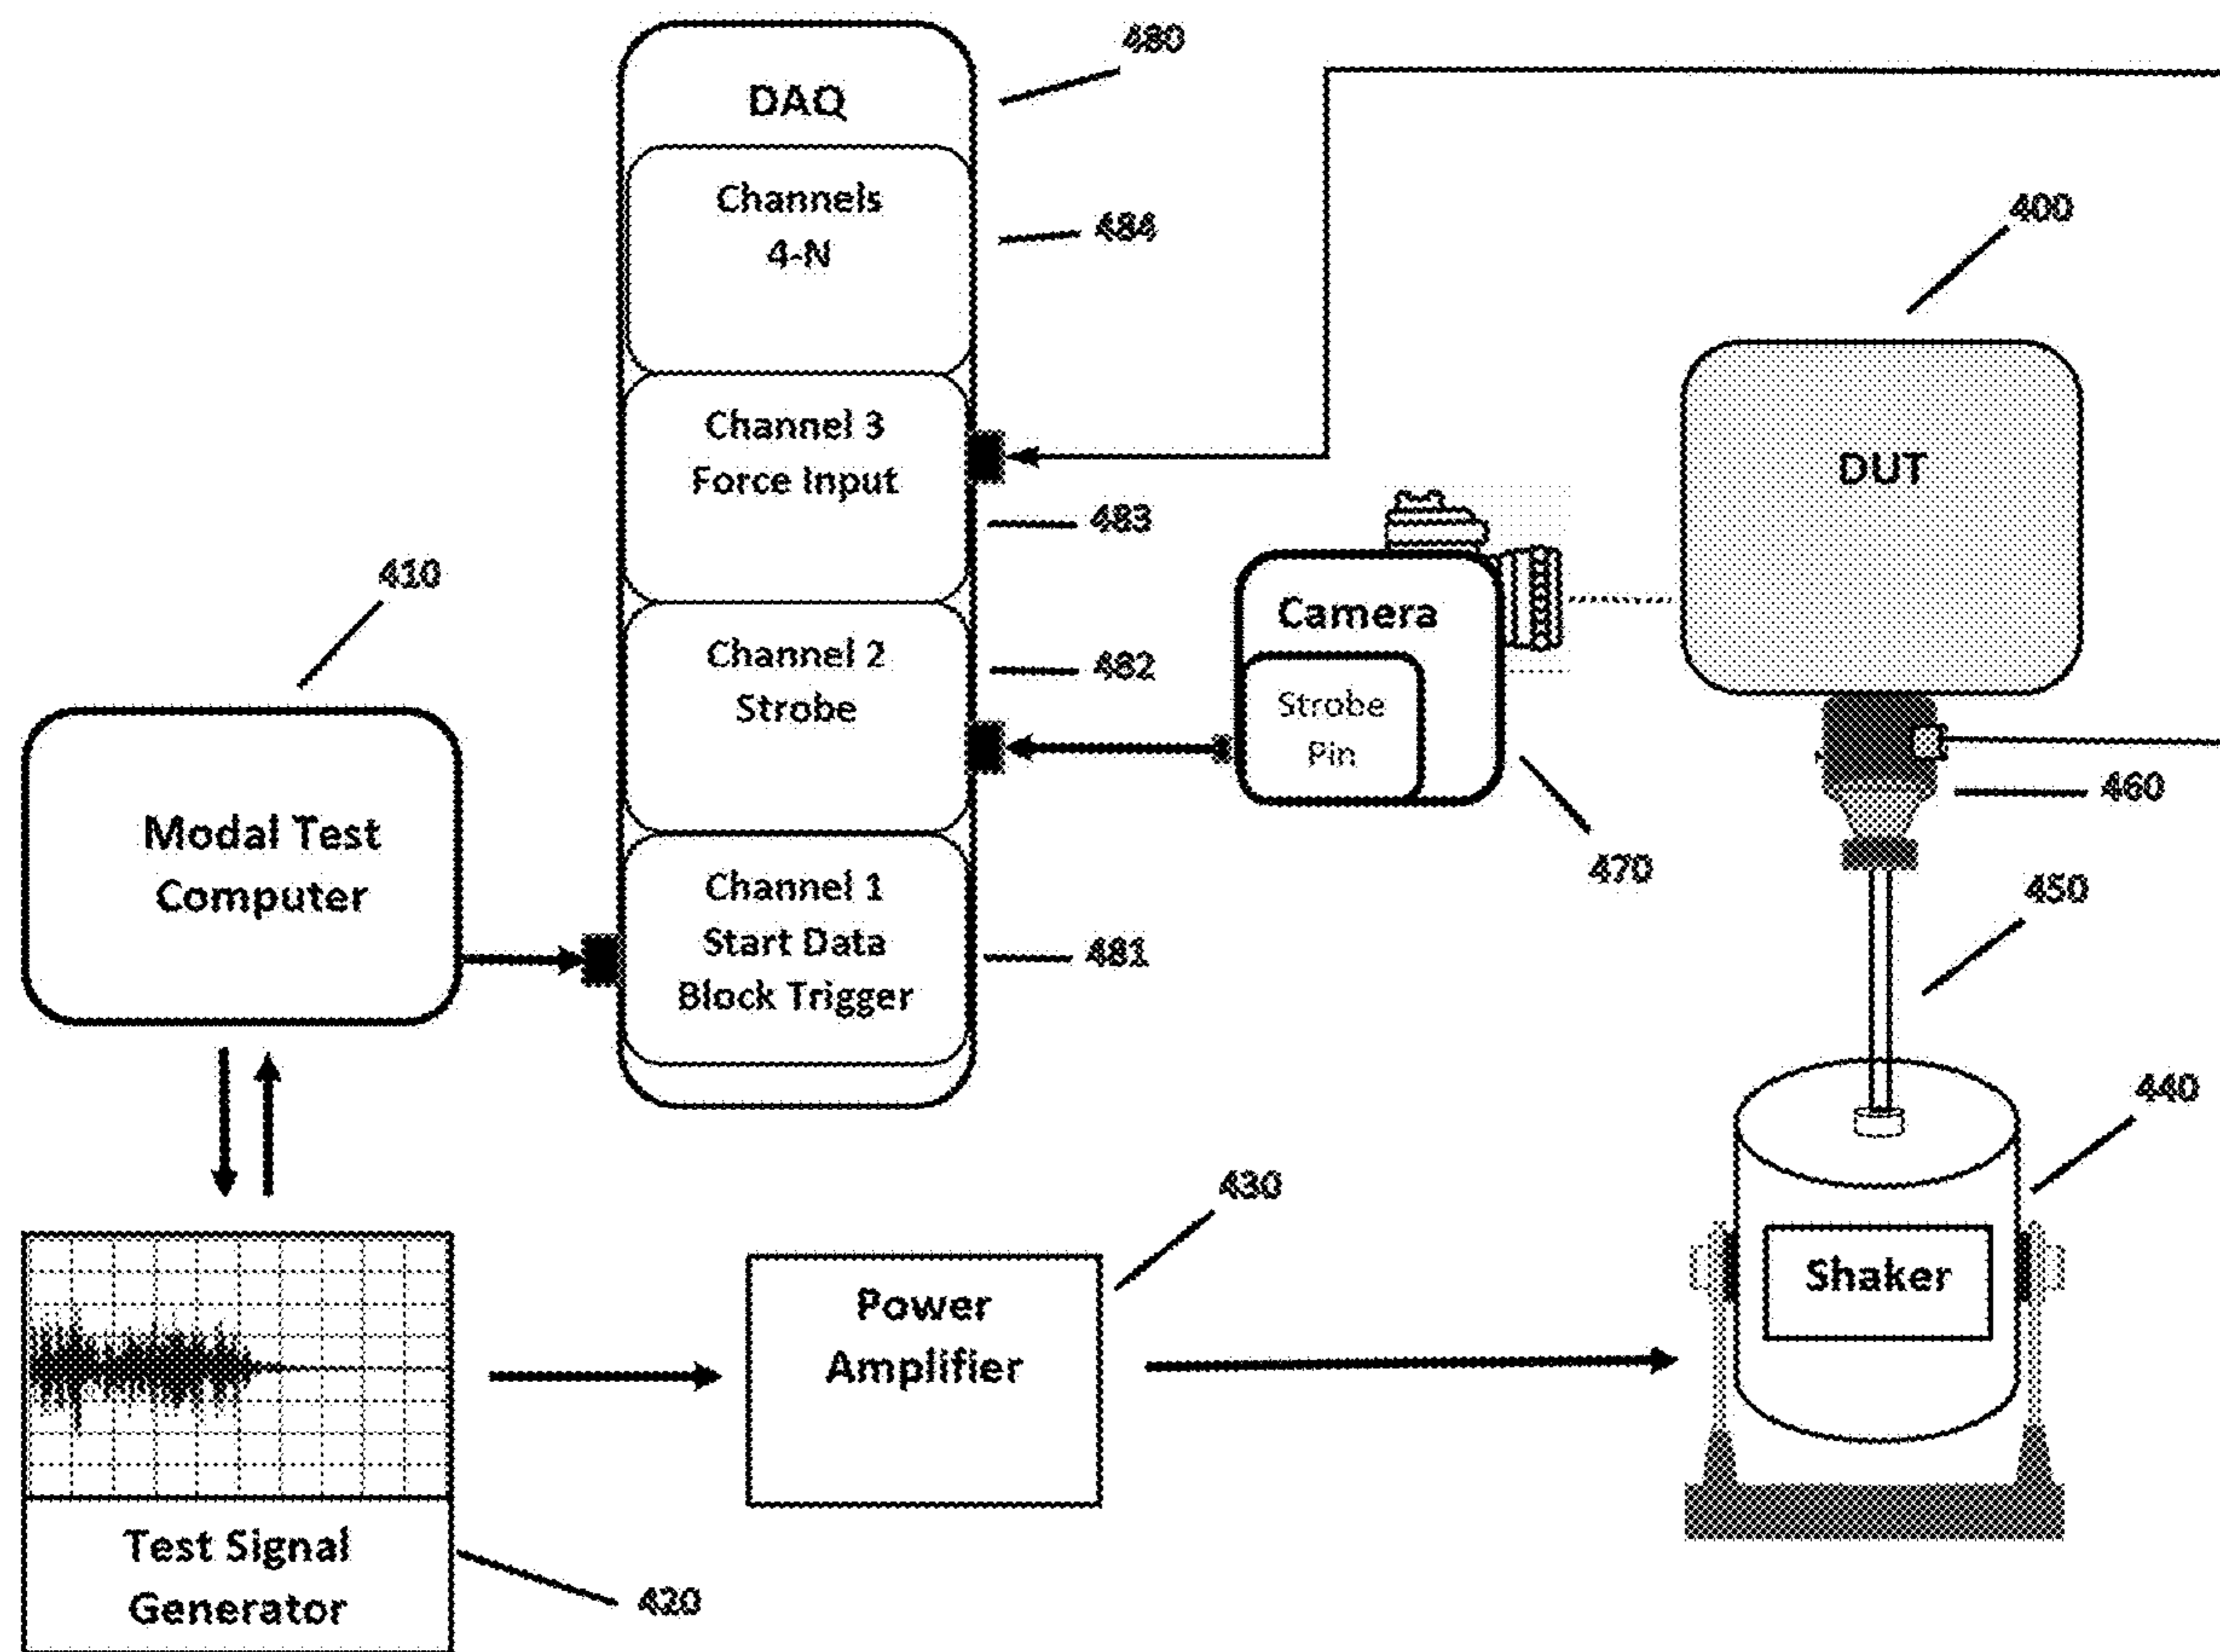 480
DAQ
Channels
4-N
484
400
Channel 3
Force Input
483
DUT
410
Camera
Strobe
Pin
Channel 2
Strobe
482
460
470
Modal Test
Computer
Channel 1
Start Data
Block Trigger
481
450
440
430
Power
Amplifier
Shaker
Test Signal
Generator
420